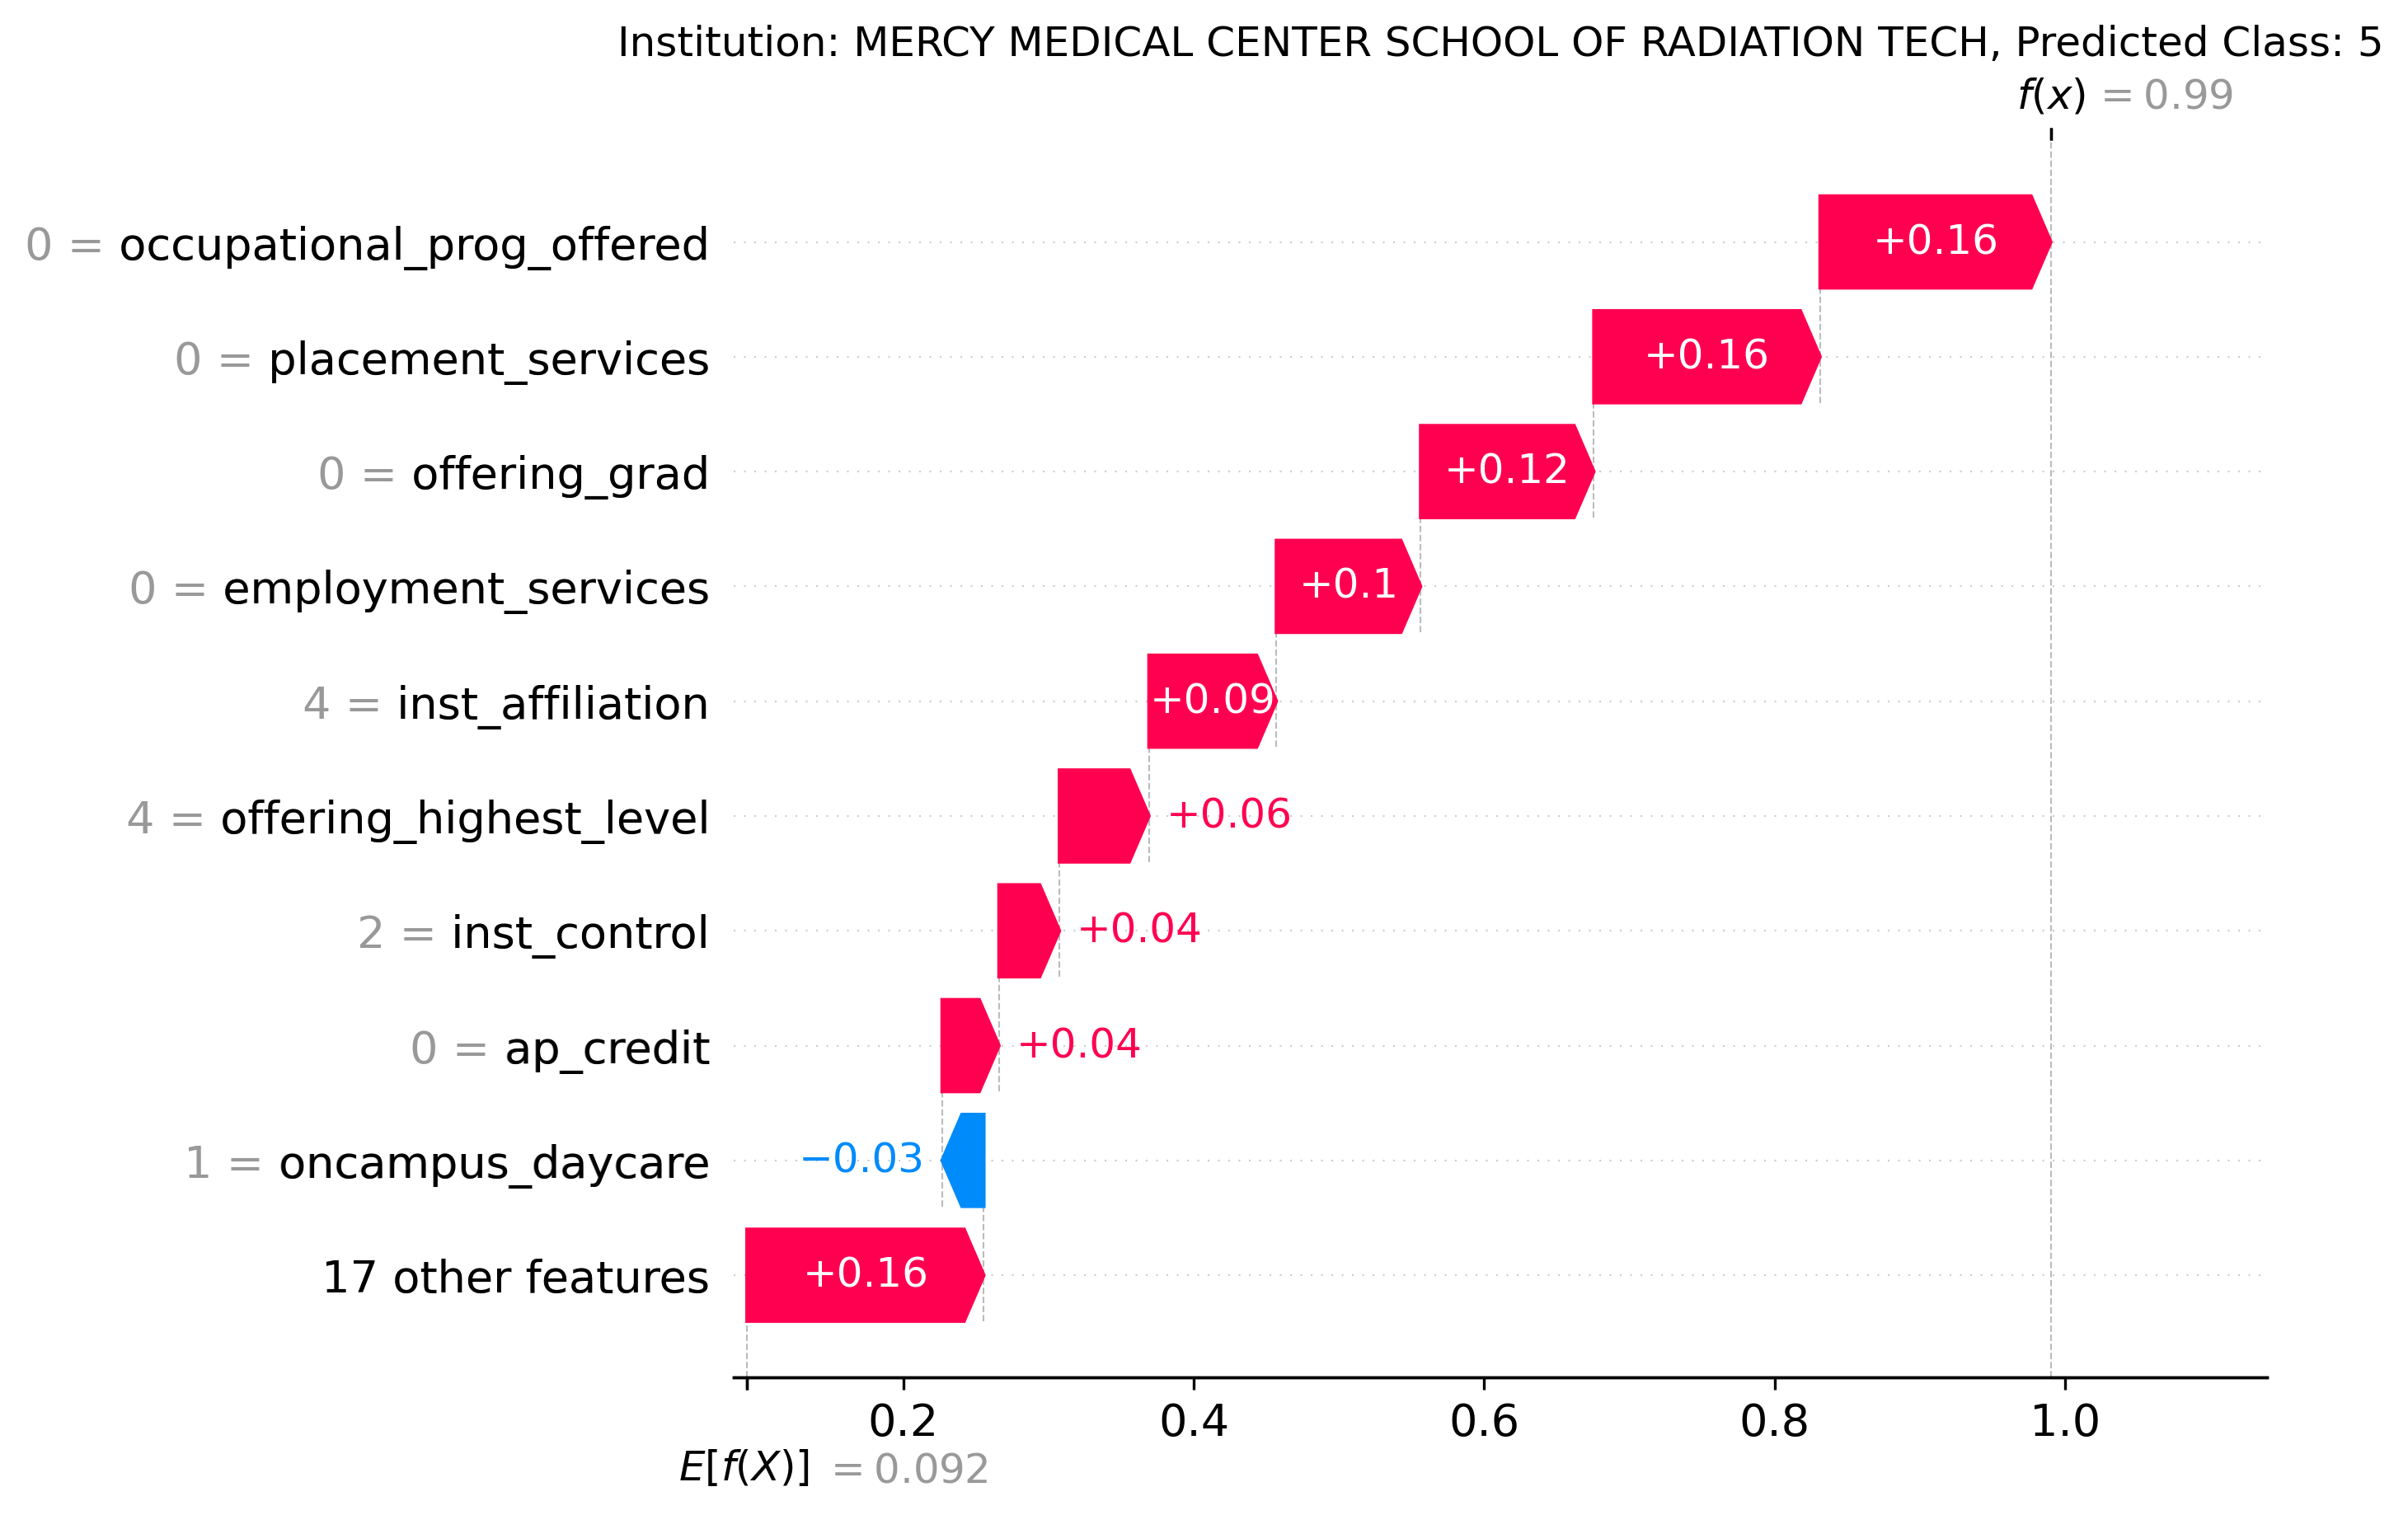 Institution: MERCY MEDICAL CENTER SCHOOL OF RADIATION TECH, Predicted Class: 5
f(x) = 0.99
0 = occupational_prog_offered +0.16
0 = placement_services +0.16
0 = offering_grad +0.12
0 = employment_services +0.1
4 = inst_affiliation +0.09
4 = offering_highest_level +0.06
2 = inst_control +0.04
0 = ap_credit +0.04
1 = oncampus_daycare −0.03
17 other features +0.16
0.2 0.4 0.6 0.8 1.0
E[f(X)] = 0.092